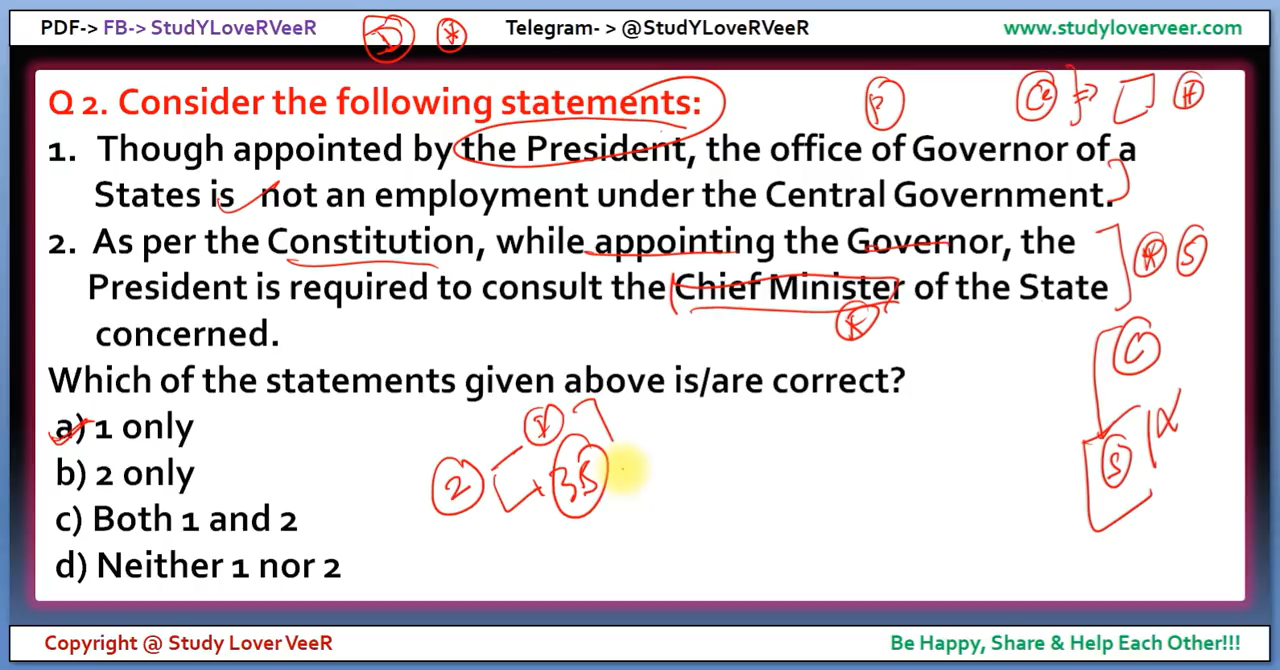 PDF-> FB-> StudYLoveRVeeR Telegram- > @StudYLoveRVeeR www.studyloverveer.com
Q 2. Consider the following statements:
1. Though appointed by the President, the office of Governor of a
States is not an employment under the Central Government.
2. As per the Constitution, while appointing the Governor, the
President is required to consult the Chief Minister of the State
concerned.
Which of the statements given above is/are correct?
a) 1 only
b) 2 only
2
35
c) Both 1 and 2
d) Neither 1 nor 2
Copyright @ Study Lover VeeR Be Happy, Share & Help Each Other!!!